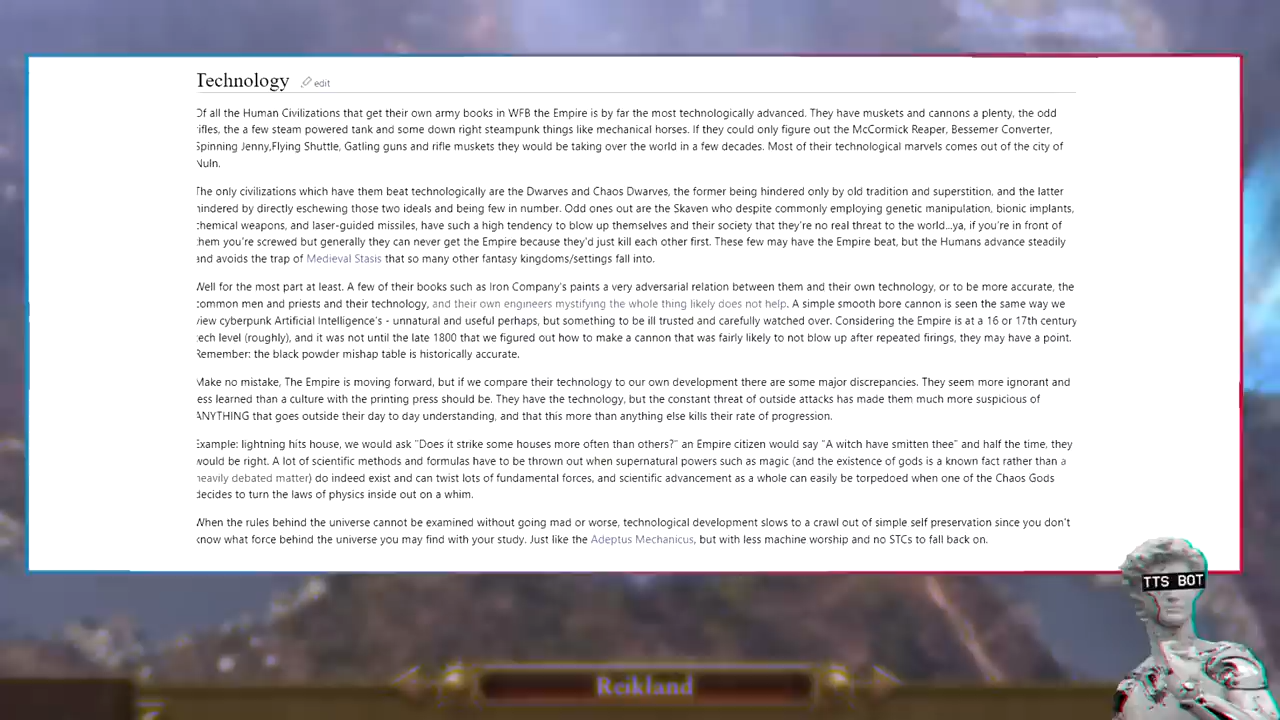 Technology edit
Of all the Human Civilizations that get their own army books in WFB the Empire is by far the most technologically advanced. They have muskets and cannons a plenty, the odd
rifles, the a few steam powered tank and some down right steampunk things like mechanical horses. If they could only figure out the McCormick Reaper, Bessemer Converter,
Spinning Jenny,Flying Shuttle, Gatling guns and rifle muskets they would be taking over the world in a few decades. Most of their technological marvels comes out of the city of
Nuln.
The only civilizations which have them beat technologically are the Dwarves and Chaos Dwarves, the former being hindered only by old tradition and superstition, and the latter
hindered by directly eschewing those two ideals and being few in number. Odd ones out are the Skaven who despite commonly employing genetic manipulation, bionic implants,
chemical weapons, and laser-guided missiles, have such a high tendency to blow up themselves and their society that they're no real threat to the world...ya, if you're in front of
them you're screwed but generally they can never get the Empire because they'd just kill each other first. These few may have the Empire beat, but the Humans advance steadily
and avoids the trap of Medieval Stasis that so many other fantasy kingdoms/settings fall into.
Well for the most part at least. A few of their books such as Iron Company's paints a very adversarial relation between them and their own technology, or to be more accurate, the
common men and priests and their technology, and their own engineers mystifying the whole thing likely does not help. A simple smooth bore cannon is seen the same way we
view cyberpunk Artificial Intelligence's - unnatural and useful perhaps, but something to be ill trusted and carefully watched over. Considering the Empire is at a 16 or 17th century
tech level (roughly), and it was not until the late 1800 that we figured out how to make a cannon that was fairly likely to not blow up after repeated firings, they may have a point.
Remember: the black powder mishap table is historically accurate.
Make no mistake, The Empire is moving forward, but if we compare their technology to our own development there are some major discrepancies. They seem more ignorant and
less learned than a culture with the printing press should be. They have the technology, but the constant threat of outside attacks has made them much more suspicious of
ANYTHING that goes outside their day to day understanding, and that this more than anything else kills their rate of progression.
Example: lightning hits house, we would ask "Does it strike some houses more often than others?" an Empire citizen would say "A witch have smitten thee" and half the time, they
would be right. A lot of scientific methods and formulas have to be thrown out when supernatural powers such as magic (and the existence of gods is a known fact rather than a
heavily debated matter) do indeed exist and can twist lots of fundamental forces, and scientific advancement as a whole can easily be torpedoed when one of the Chaos Gods
decides to turn the laws of physics inside out on a whim.
When the rules behind the universe cannot be examined without going mad or worse, technological development slows to a crawl out of simple self preservation since you don't
know what force behind the universe you may find with your study. Just like the Adeptus Mechanicus, but with less machine worship and no STCs to fall back on.
TTS BOT
Reikland